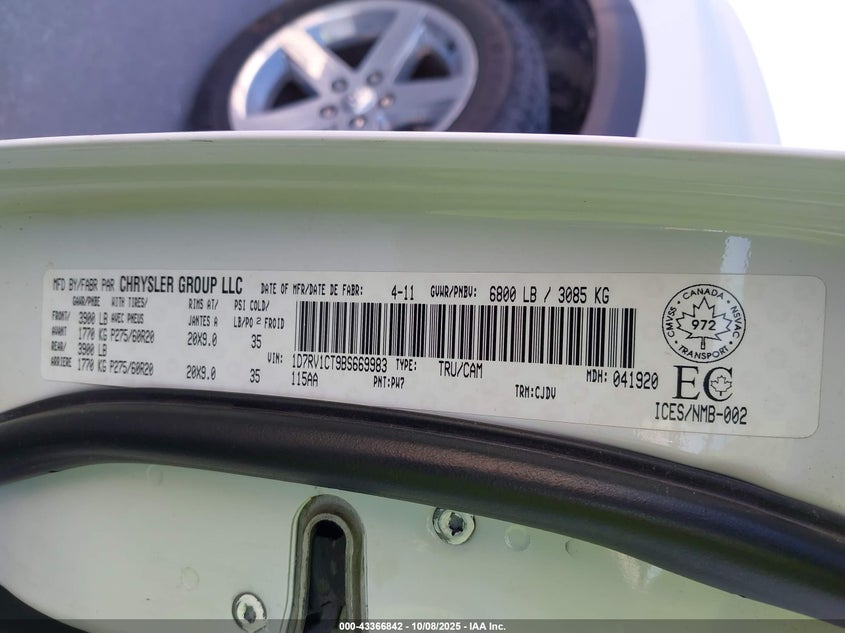 MFD BY/FABR PAR CHRYSLER GROUP LLC DATE OF MFR/DATE DE FABR: 4-11 GVWR/PNBV: 6800 LB / 3085 KG
GAWR/PNBE WITH TIRES/ RIMS AT/ PSI COLD/
FRONT/ 3900 LB AVEC PNEUS JANTES A LB/PO2 FROID
AVANT 1770 KG P275/60R20 20X9.0 35
REAR/ 3900 LB
ARRIERE 1770 KG P275/60R20 20X9.0 35
VIN: 1D7RV1CT9BS669983 TYPE: TRU/CAM MDH: 041920
115AA PNT:PW7 TRM:CJDV
CANADA
CMVSS 972 NSVAC
TRANSPORT
EC
ICES/NMB-002
000-43366842 - 10/08/2025 - IAA Inc.